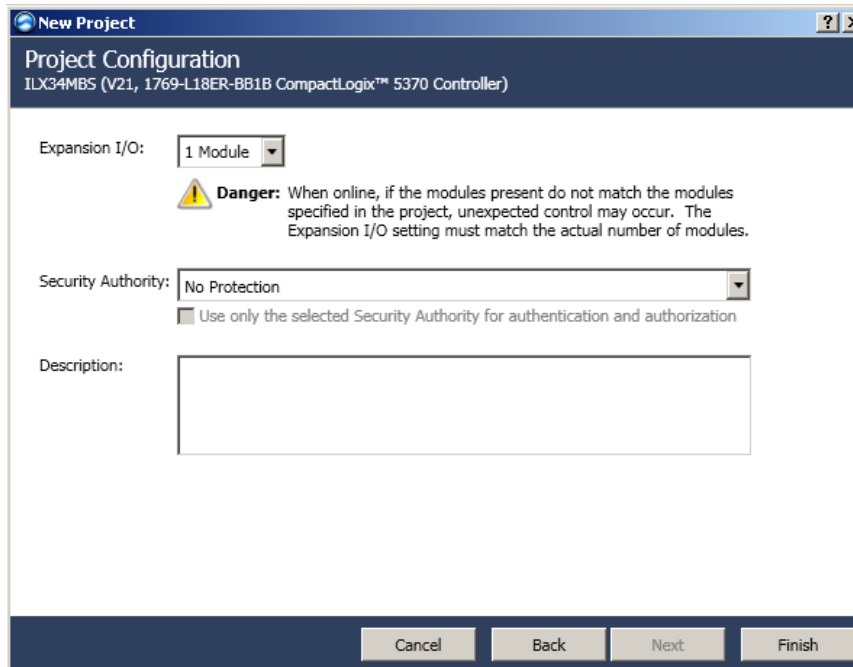 New Project
Project Configuration
ILX34MBS (V21, 1769-L18ER-BB1B CompactLogix™ 5370 Controller)
Expansion I/O:
1 Module
Danger: When online, if the modules present do not match the modules
specified in the project, unexpected control may occur. The
Expansion I/O setting must match the actual number of modules.
Security Authority:
No Protection
Use only the selected Security Authority for authentication and authorization
Description:
Cancel
Back
Next
Finish